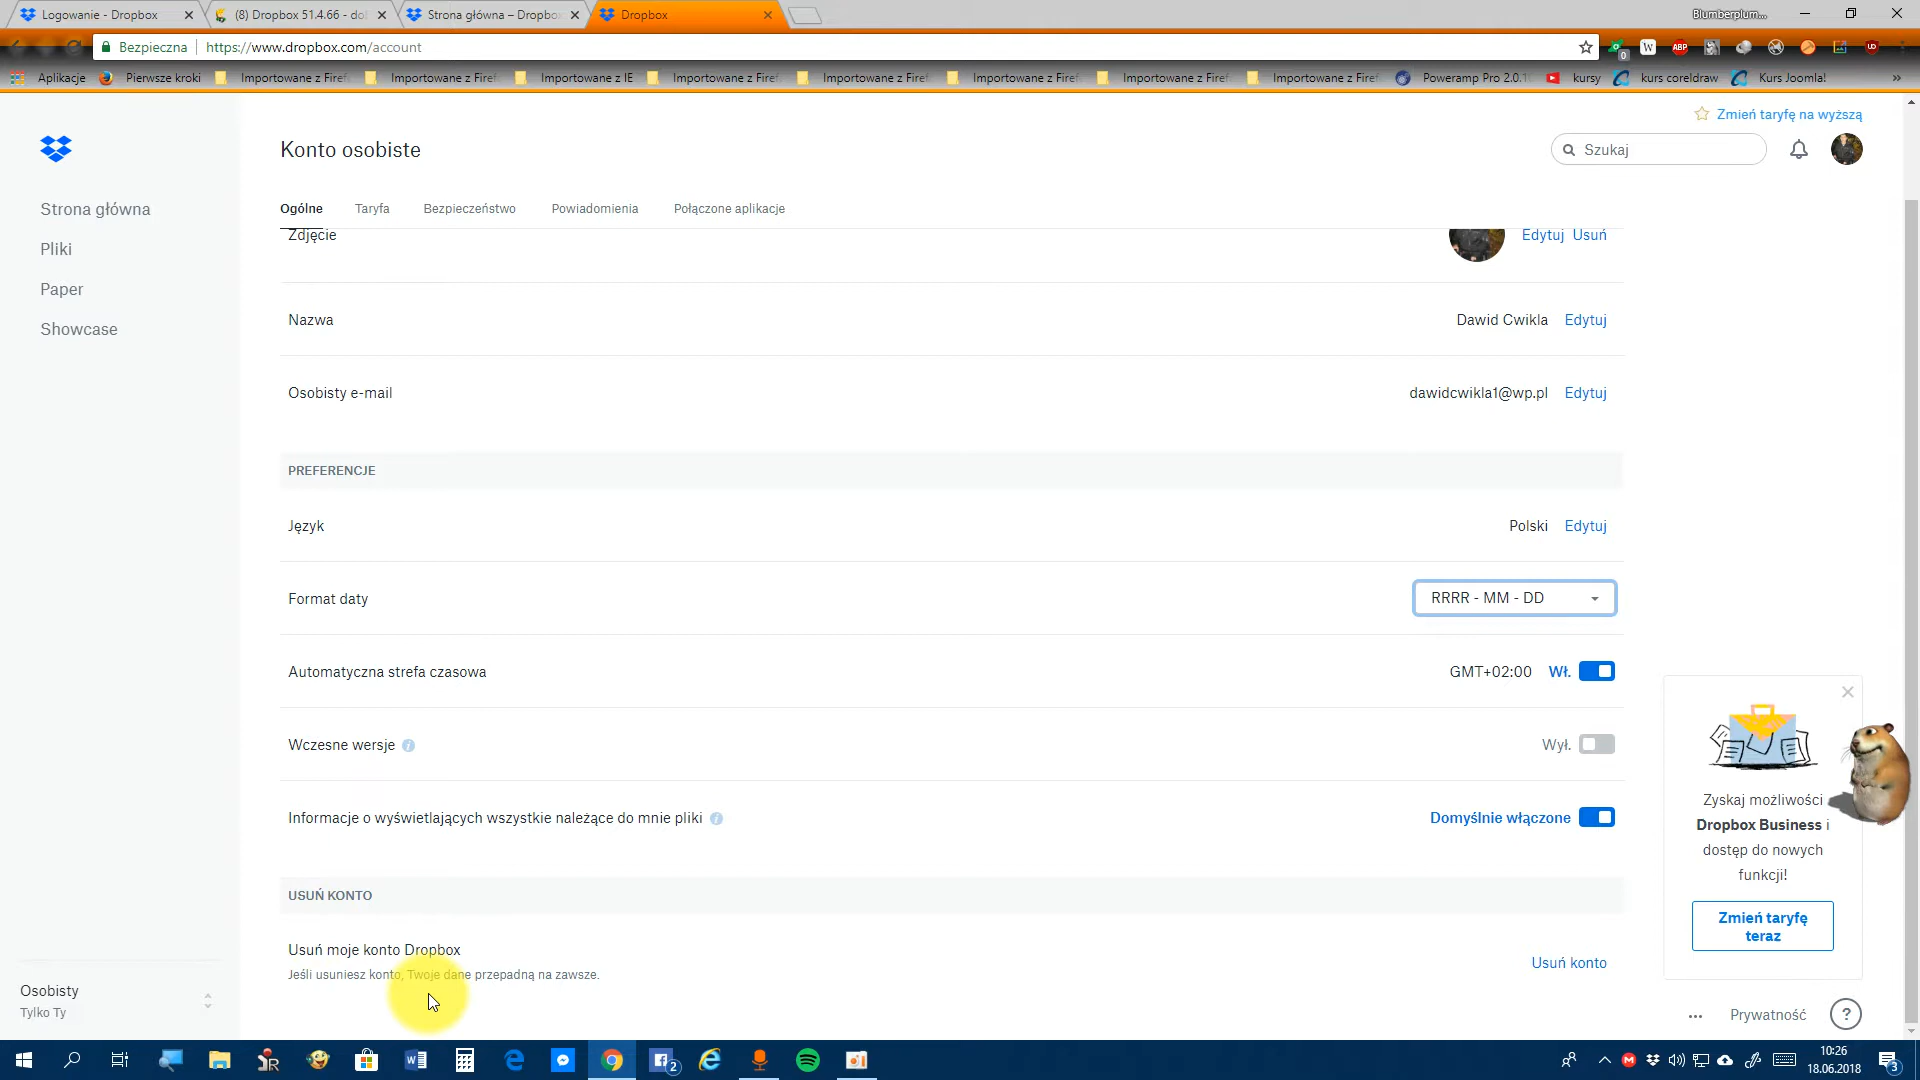 Logowanie - Dropbox
(8) Dropbox 51.4.66 - do
Strona główna – Dropbo
Dropbox
Blumberplum...
Bezpieczna
https://www.dropbox.com/account
Aplikacje
Pierwsze kroki
Importowane z Firef
Importowane z Firef
Importowane z IE
Importowane z Firef
Importowane z Firef
Importowane z Firef
Importowane z Firef
Importowane z Firef
Poweramp Pro 2.0.1
kursy
kurs coreldraw
Kurs Joomla!
Zmień taryfę na wyższą
Konto osobiste
Szukaj
Strona główna
Pliki
Paper
Showcase
Ogólne
Taryfa
Bezpieczeństwo
Powiadomienia
Połączone aplikacje
Zdjęcie
Edytuj Usuń
Nazwa
Dawid Cwikla Edytuj
Osobisty e-mail
dawidcwikla1@wp.pl Edytuj
PREFERENCJE
Język
Polski Edytuj
Format daty
RRRR - MM - DD
Automatyczna strefa czasowa
GMT+02:00 Wł.
Wczesne wersje
Wył.
Informacje o wyświetlających wszystkie należące do mnie pliki
Domyślnie włączone
USUŃ KONTO
Usuń moje konto Dropbox
Jeśli usuniesz konto, Twoje dane przepadną na zawsze.
Usuń konto
Zyskaj możliwości
Dropbox Business i
dostęp do nowych
funkcji!
Zmień taryfę
teraz
Osobisty
Tylko Ty
... Prywatność ?
10:26
18.06.2018